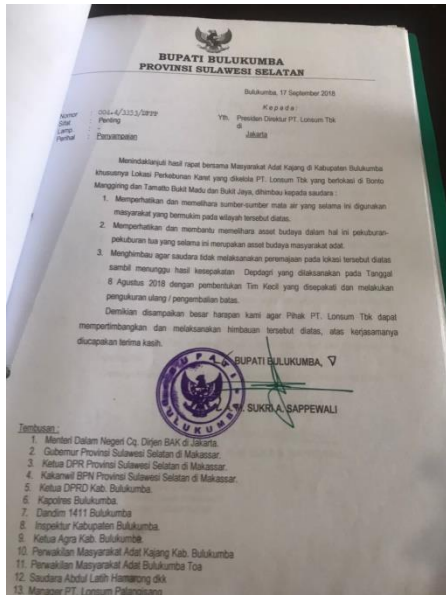 BUPATI BULUKUMBA
PROVINSI SULAWESI SELATAN
Bulukumba, 17 September 2018
Kepada:
Nomor :
Sifat : Penting
Lamp. : -
Perihal : Penyampaian
Yth. Presiden Direktur PT. Lonsum Tbk
di
Jakarta
Menindaklanjuti hasil rapat bersama Masyarakat Adat Kajang di Kabupaten Bulukumba
khususnya Lokasi Perkebunan Karet yang dikelola PT. Lonsum Tbk yang berlokasi di Bonto
Manggiring dan Tamatto Bukit Madu dan Bukit Jaya, dihimbau kepada saudara :
1. Memperhatikan dan memelihara sumber-sumber mata air yang selama ini digunakan
masyarakat yang bermukim pada wilayah tersebut diatas.
2. Memperhatikan dan membantu memelihara asset budaya dalam hal ini pekuburan-
pekuburan tua yang selama ini merupakan asset budaya masyarakat adat.
3. Menghimbau agar saudara tidak melaksanakan peremajaan pada lokasi tersebut diatas
sambil menunggu hasil kesepakatan Depdagri yang dilaksanakan pada Tanggal
8 Agustus 2018 dengan pembentukan Tim Kecil yang disepakati dan melakukan
pengukuran ulang / pengembalian batas.
Demikian disampaikan besar harapan kami agar Pihak PT. Lonsum Tbk dapat
mempertimbangkan dan melaksanakan himbauan tersebut diatas, atas kerjasamanya
diucapkan terima kasih.
BUPATI BULUKUMBA,
SUKRI A. SAPPEWALI
BUPATI
BULUKUMBA
Tembusan :
1. Menteri Dalam Negeri Cq. Dirjen BAK di Jakarta.
2. Gubernur Provinsi Sulawesi Selatan di Makassar.
3. Ketua DPR Provinsi Sulawesi Selatan di Makassar.
4. Kakanwil BPN Provinsi Sulawesi Selatan di Makassar.
5. Ketua DPRD Kab. Bulukumba.
6. Kapolres Bulukumba.
7. Dandim 1411 Bulukumba
8. Inspektur Kabupaten Bulukumba.
9. Ketua Agra Kab. Bulukumba.
10. Perwakilan Masyarakat Adat Kajang Kab. Bulukumba
11. Perwakilan Masyarakat Adat Bulukumba Toa
12. Saudara Abdul Latih Hamarong dkk
13. Manager PT. Lonsum Palangisang